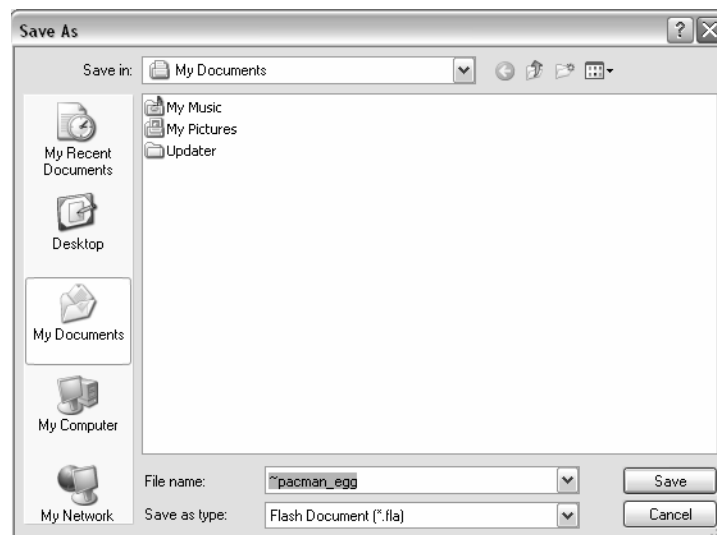 Save As
?
Save in: My Documents
My Music
My Pictures
Updater
My Recent
Documents
Desktop
My Documents
My Computer
My Network
File name: ~pacman_egg Save
Save as type: Flash Document (*.fla) Cancel